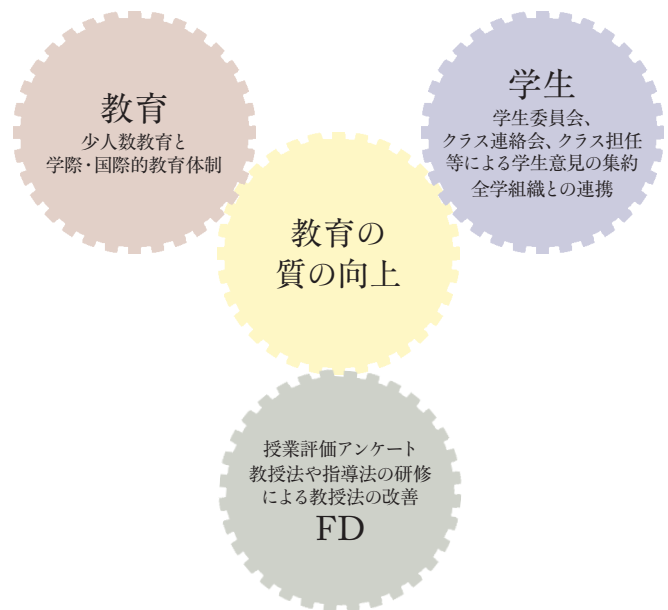 教育
少人数教育と
学際・国際的教育体制
学生
学生委員会、
クラス連絡会、クラス担任
等による学生意見の集約
全学組織との連携
教育の
質の向上
授業評価アンケート
教授法や指導法の研修
による教授法の改善
FD